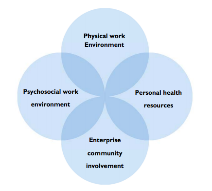 Physical work
Environment
Psychosocial work
environment
Personal health
resources
Enterprise
community
involvement